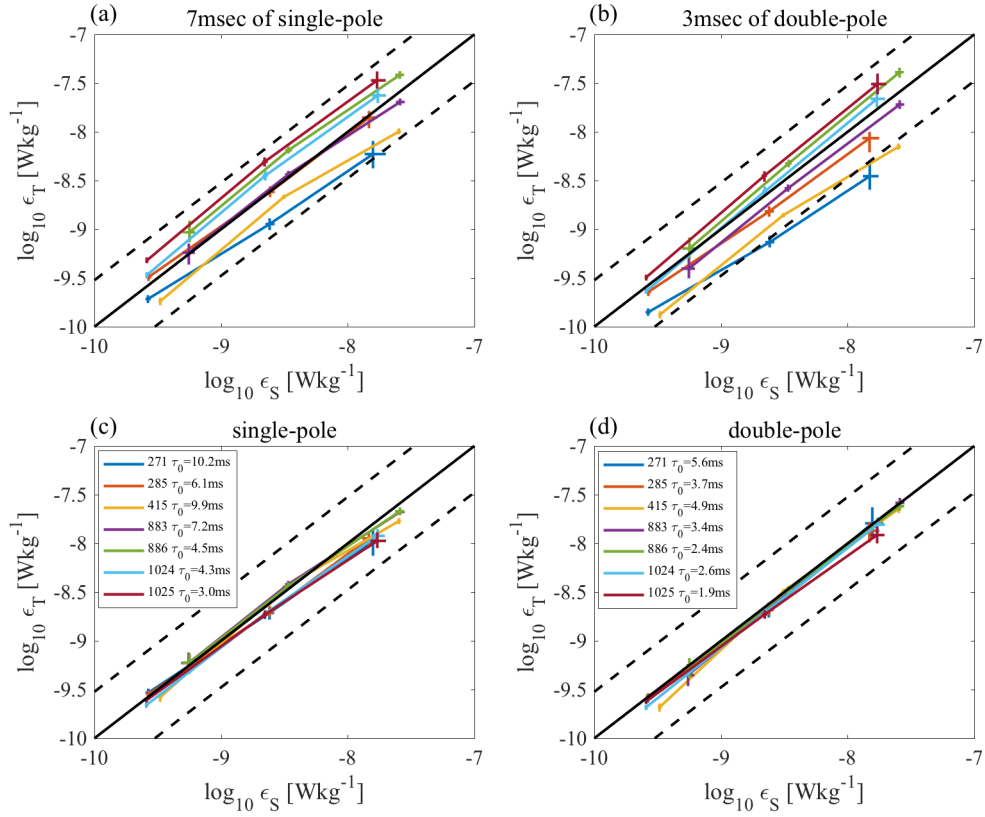 (a) 7msec of single-pole
-7
-7.5
-8
-8.5
-9
-9.5
-10
log10 ϵT [Wkg-1]
-10 -9 -8 -7
log10 ϵS [Wkg-1]
(b) 3msec of double-pole
-7
-7.5
-8
-8.5
-9
-9.5
-10
log10 ϵT [Wkg-1]
-10 -9 -8 -7
log10 ϵS [Wkg-1]
(c) single-pole
-7
-7.5
-8
-8.5
-9
-9.5
-10
log10 ϵT [Wkg-1]
271 τ0=10.2ms
285 τ0=6.1ms
415 τ0=9.9ms
883 τ0=7.2ms
886 τ0=4.5ms
1024 τ0=4.3ms
1025 τ0=3.0ms
-10 -9 -8 -7
log10 ϵS [Wkg-1]
(d) double-pole
-7
-7.5
-8
-8.5
-9
-9.5
-10
log10 ϵT [Wkg-1]
271 τ0=5.6ms
285 τ0=3.7ms
415 τ0=4.9ms
883 τ0=3.4ms
886 τ0=2.4ms
1024 τ0=2.6ms
1025 τ0=1.9ms
-10 -9 -8 -7
log10 ϵS [Wkg-1]